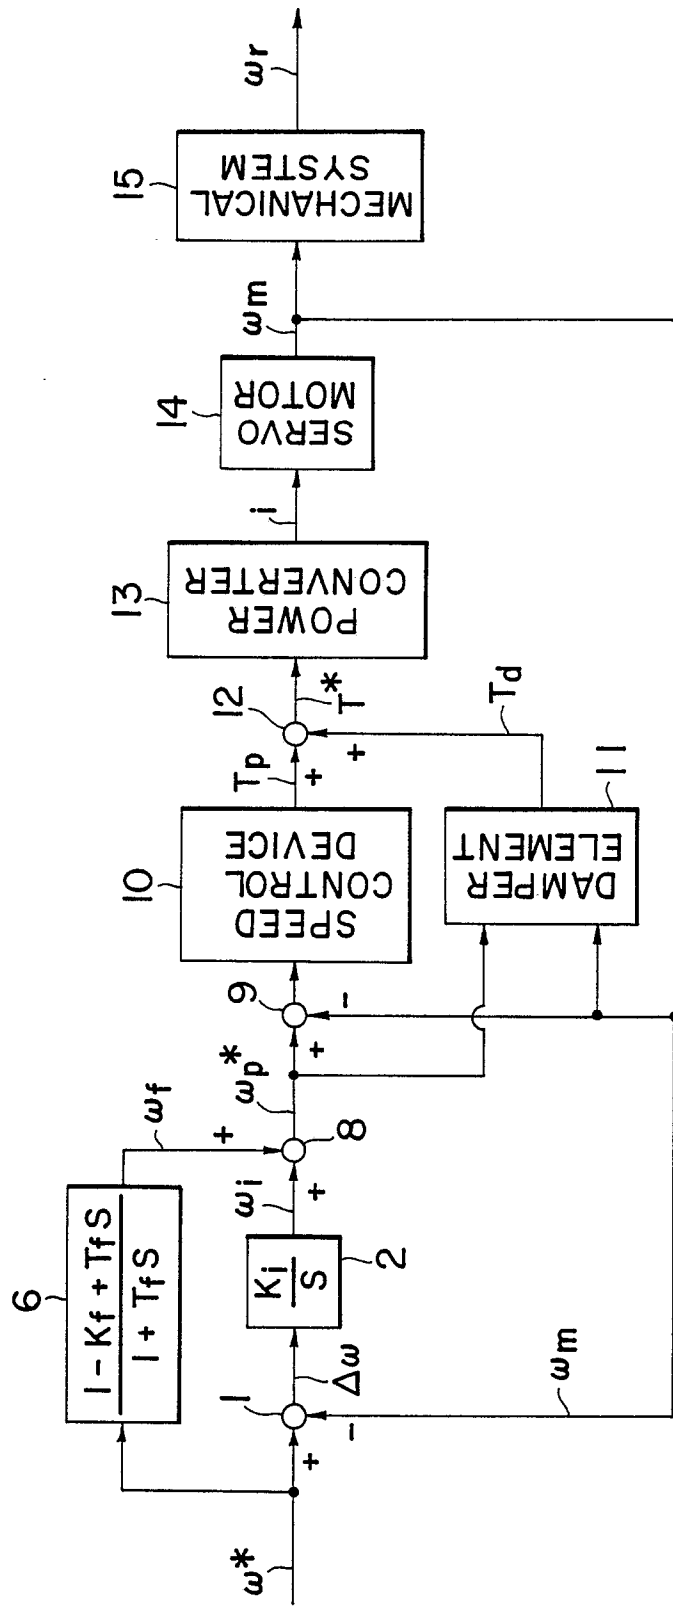 6
1 - Kf + TfS
1 + TfS
ωf
+
ω*
+
1
−
Δω
Ki
S
2
ωi
+
8
ωp*
+
9
−
10
SPEED
CONTROL
DEVICE
Tp
+
12
+
T*
13
POWER
CONVERTER
i
14
SERVO
MOTOR
ωm
15
MECHANICAL
SYSTEM
ωr
ωm
11
DAMPER
ELEMENT
Td